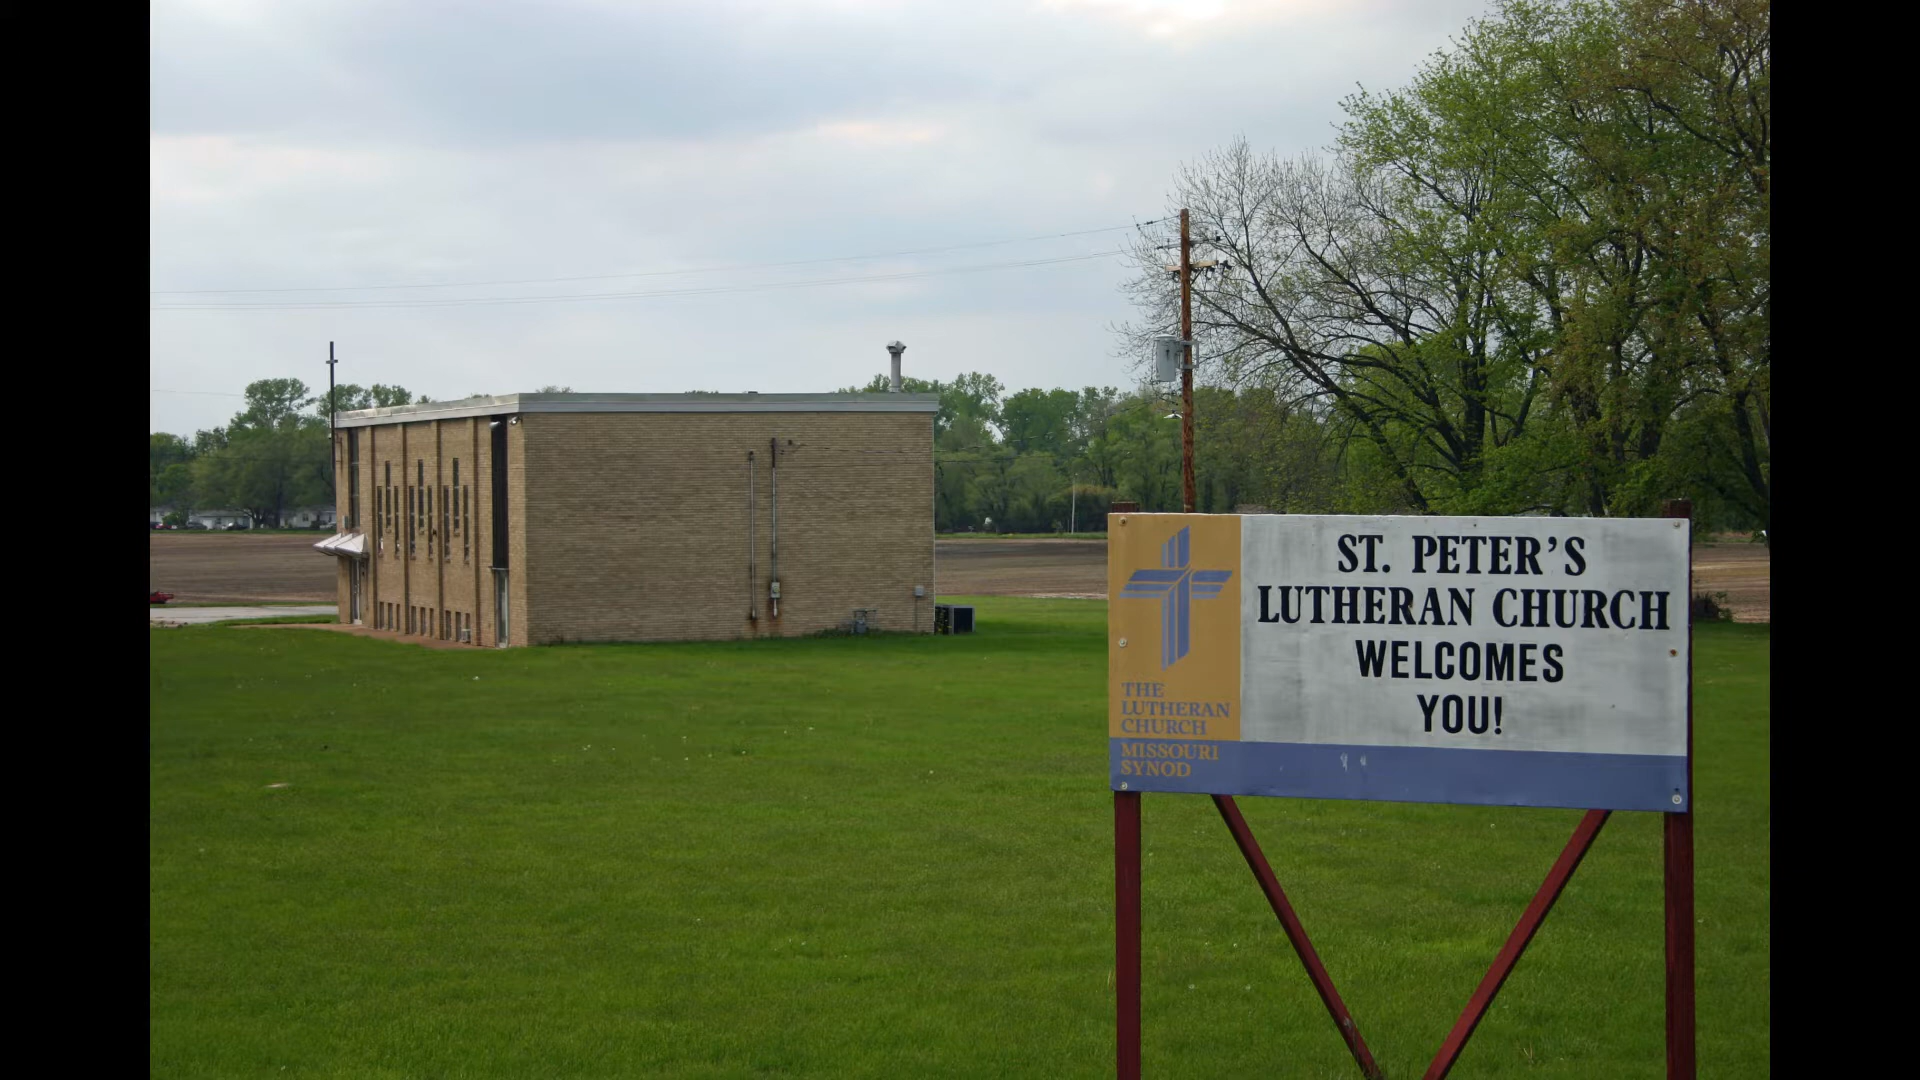 ST. PETER'S
LUTHERAN CHURCH
WELCOMES
YOU!
THE
LUTHERAN
CHURCH
MISSOURI
SYNOD